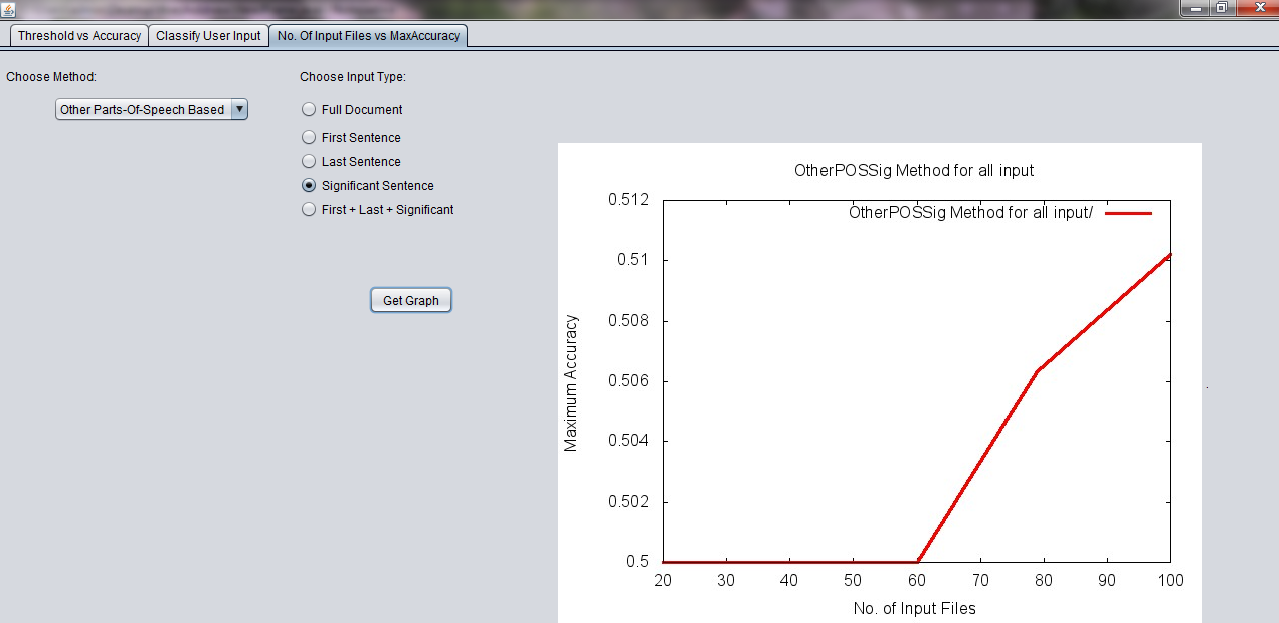 Threshold vs Accuracy Classify User Input No. Of Input Files vs MaxAccuracy
Choose Method: Choose Input Type:
Other Parts-Of-Speech Based
Full Document
First Sentence
Last Sentence
Significant Sentence
First + Last + Significant
Get Graph
OtherPOSSig Method for all input
OtherPOSSig Method for all input/
Maximum Accuracy
0.512
0.51
0.508
0.506
0.504
0.502
0.5
20 30 40 50 60 70 80 90 100
No. of Input Files